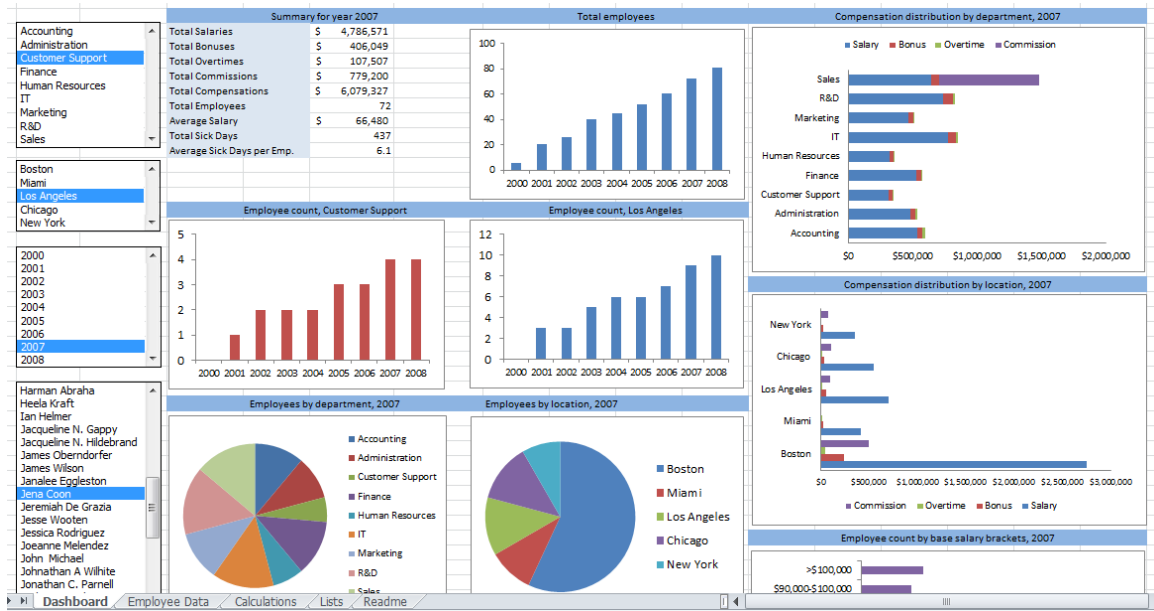 Accounting
Administration
Customer Support
Finance
Human Resources
IT
Marketing
R&D
Sales
Boston
Miami
Los Angeles
Chicago
New York
2000
2001
2002
2003
2004
2005
2006
2007
2008
Harman Abraha
Heela Kraft
Ian Helmer
Jacqueline N. Gappy
Jacqueline N. Hildebrand
James Oberndorfer
James Wilson
Janalee Eggleston
Jena Coon
Jeremiah De Grazia
Jesse Wooten
Jessica Rodriguez
Joeanne Melendez
John Michael
Johnathan A Wilhite
Jonathan C. Parnell
Summary for year 2007
Total Salaries $ 4,786,571
Total Bonuses $ 406,049
Total Overtimes $ 107,507
Total Commissions $ 779,200
Total Compensations $ 6,079,327
Total Employees 72
Average Salary $ 66,480
Total Sick Days 437
Average Sick Days per Emp. 6.1
Total employees
100
80
60
40
20
0
2000 2001 2002 2003 2004 2005 2006 2007 2008
Compensation distribution by department, 2007
Salary Bonus Overtime Commission
Sales
R&D
Marketing
IT
Human Resources
Finance
Customer Support
Administration
Accounting
$0 $500,000 $1,000,000 $1,500,000 $2,000,000
Employee count, Customer Support
5
4
3
2
1
0
2000 2001 2002 2003 2004 2005 2006 2007 2008
Employee count, Los Angeles
12
10
8
6
4
2
0
2000 2001 2002 2003 2004 2005 2006 2007 2008
Compensation distribution by location, 2007
New York
Chicago
Los Angeles
Miami
Boston
$0 $500,000 $1,000,000 $1,500,000 $2,000,000 $2,500,000 $3,000,000
Commission Overtime Bonus Salary
Employees by department, 2007
Accounting
Administration
Customer Support
Finance
Human Resources
IT
Marketing
R&D
Sales
Employees by location, 2007
Boston
Miami
Los Angeles
Chicago
New York
Employee count by base salary brackets, 2007
>$100,000
$90,000-$100,000
Dashboard Employee Data Calculations Lists Readme